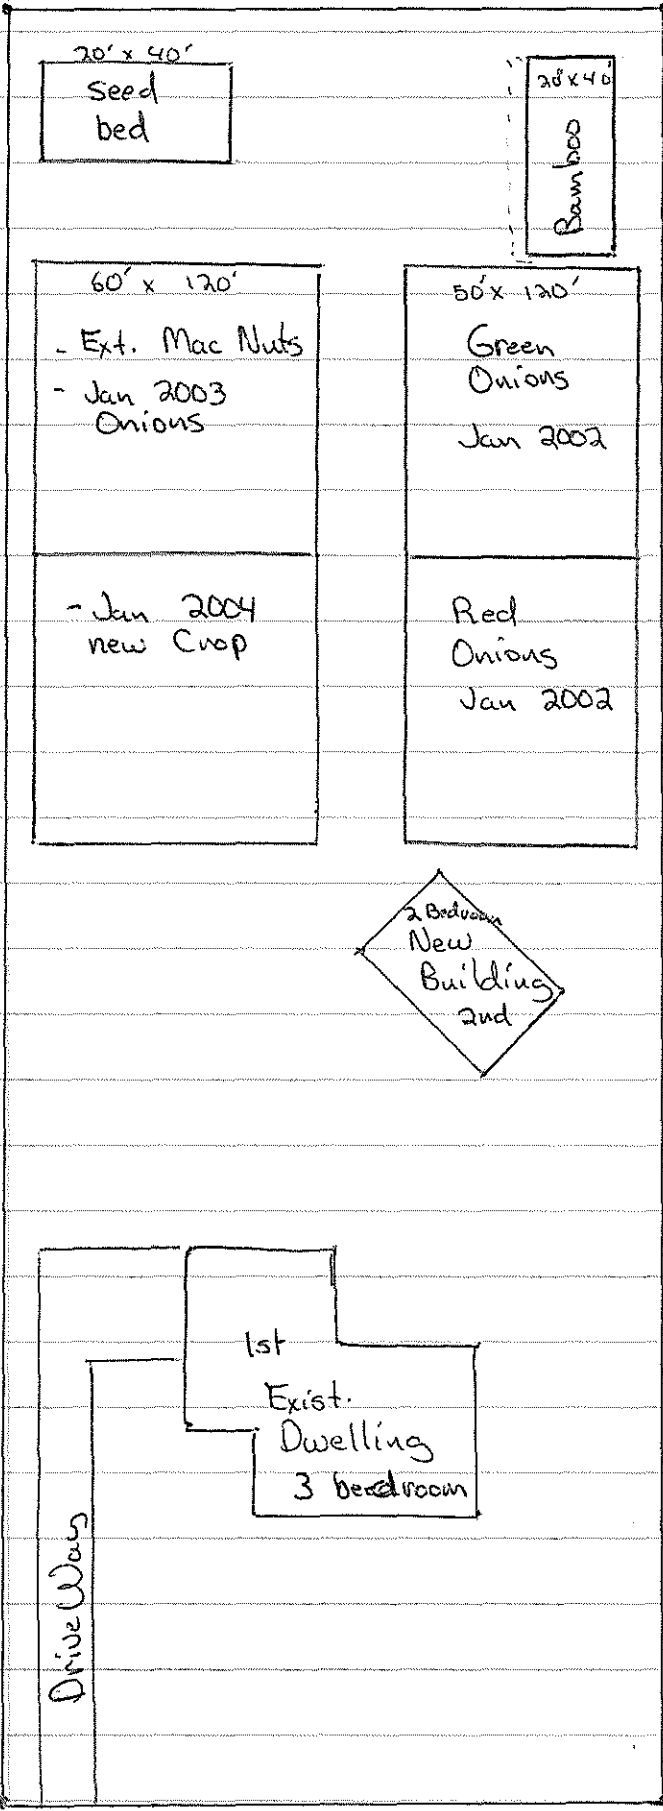 20' x 40'
Seed
bed
20' x 40'
Bamboo
60' x 120'
- Ext. Mac Nuts
- Jan 2003
Onions
- Jan 2004
new Crop
50' x 120'
Green
Onions
Jan 2002
Red
Onions
Jan 2002
2 Bedroom
New
Building
2nd
1st
Exist.
Dwelling
3 bedroom
Drive Way